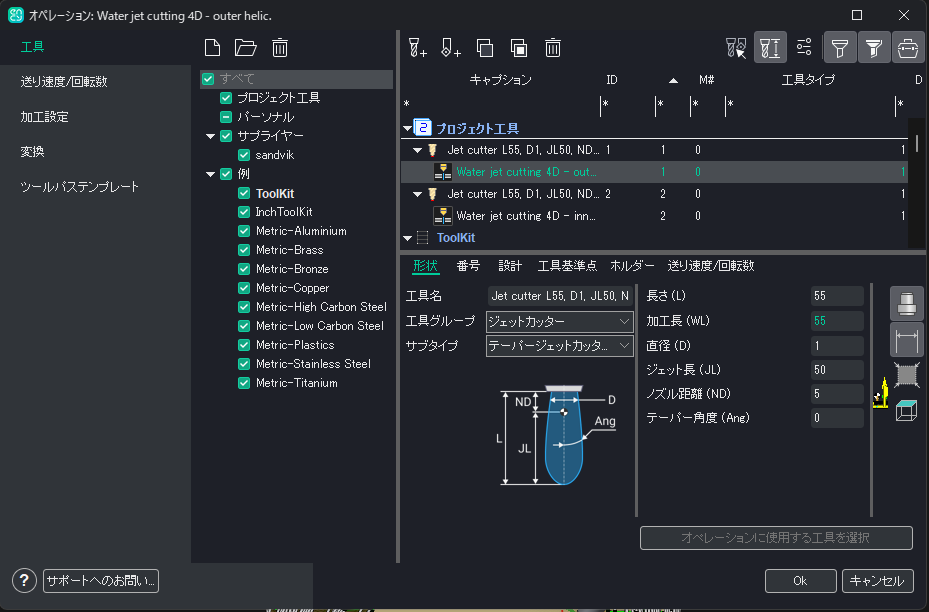 オペレーション: Water jet cutting 4D - outer helic.
工具
送り速度/回転数
加工設定
変換
ツールパステンプレート
すべて
プロジェクト工具
パーソナル
サプライヤー
sandvik
例
ToolKit
InchToolKit
Metric-Aluminium
Metric-Brass
Metric-Bronze
Metric-Copper
Metric-High Carbon Steel
Metric-Low Carbon Steel
Metric-Plastics
Metric-Stainless Steel
Metric-Titanium
キャプション ID M# 工具タイプ D
* * * * * *
プロジェクト工具
Jet cutter L55, D1, JL50, ND... 1 1 0 1
Water jet cutting 4D - out... 1 0 1
Jet cutter L55, D1, JL50, ND... 2 2 0 1
Water jet cutting 4D - inn... 2 0 1
ToolKit
形状 番号 設計 工具基準点 ホルダー 送り速度/回転数
工具名 Jet cutter L55, D1, JL50, N
工具グループ ジェットカッター
サブタイプ テーパージェットカッタ...
ND D
Ang
L
JL
長さ(L) 55
加工長 (WL) 55
直径 (D) 1
ジェット長 (JL) 50
ノズル距離 (ND) 5
テーパー角度 (Ang) 0
オペレーションに使用する工具を選択
? サポートへのお問い... Ok キャンセル